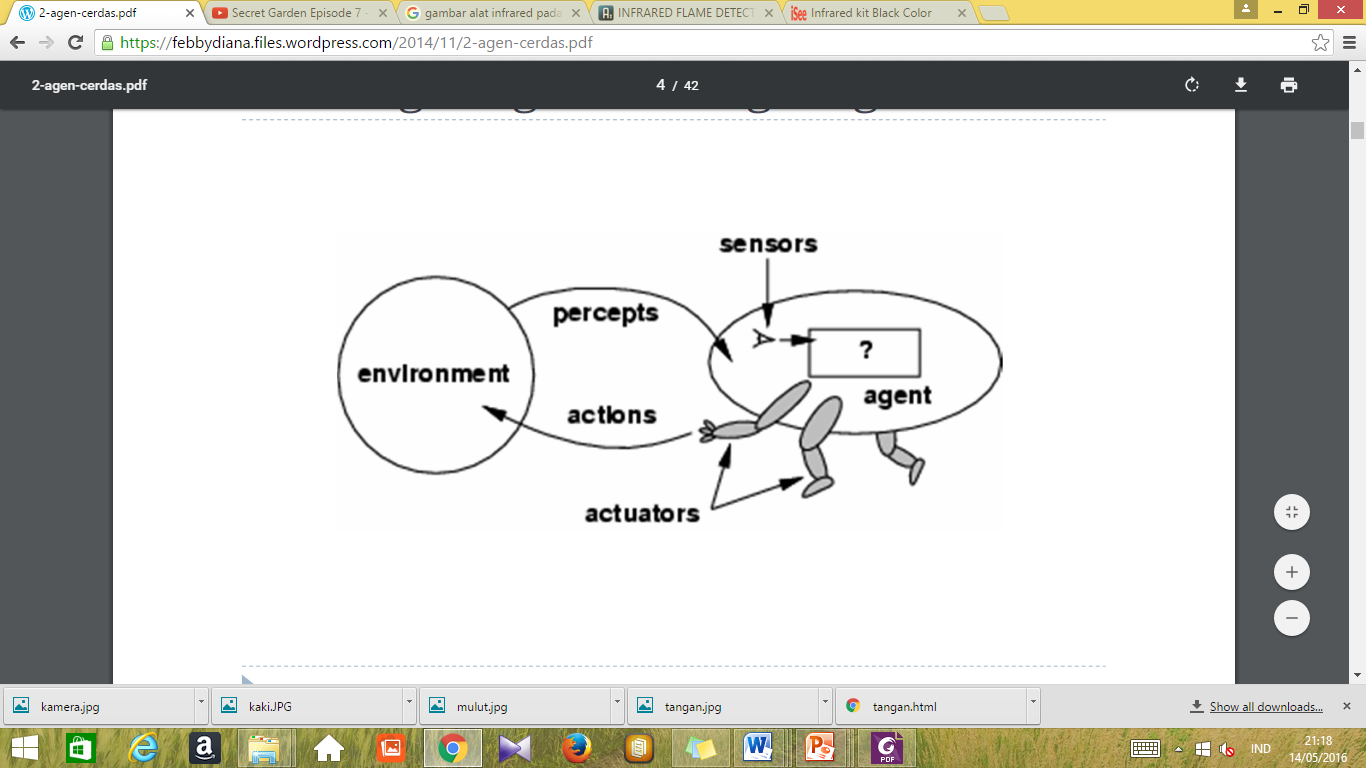 2-agen-cerdas.pdf
Secret Garden Episode 7 -
gambar alat infrared pada
INFRARED FLAME DETECT
iSee Infrared kit Black Color
https://febbydiana.files.wordpress.com/2014/11/2-agen-cerdas.pdf
2-agen-cerdas.pdf
4 / 42
sensors
percepts
?
environment
agent
actions
actuators
kamera.jpg
kaki.JPG
mulut.jpg
tangan.jpg
tangan.html
Show all downloads...
IND
21:18
14/05/2016
PDF